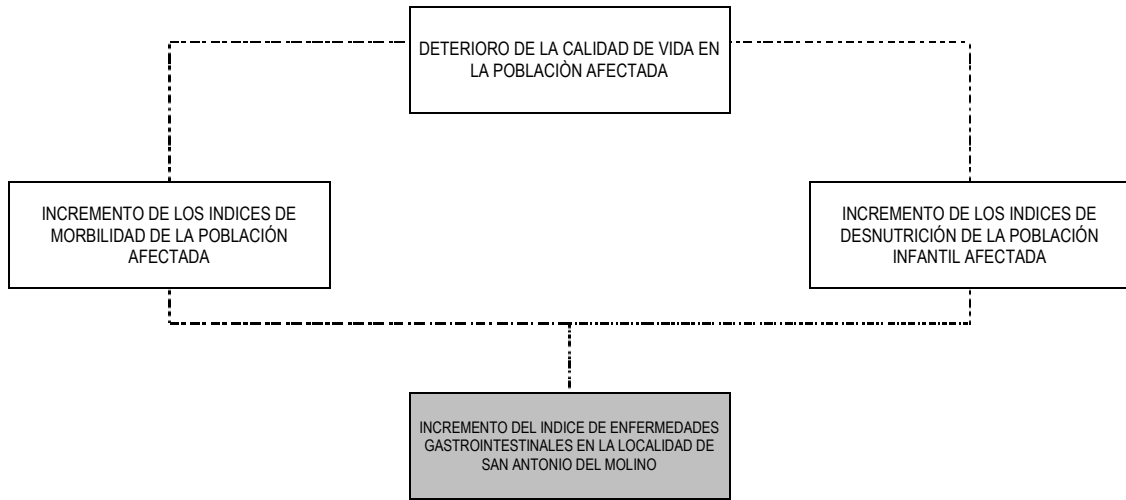 DETERIORO DE LA CALIDAD DE VIDA EN
LA POBLACIÒN AFECTADA
INCREMENTO DE LOS INDICES DE
MORBILIDAD DE LA POBLACIÓN
AFECTADA
INCREMENTO DE LOS INDICES DE
DESNUTRICIÓN DE LA POBLACIÓN
INFANTIL AFECTADA
INCREMENTO DEL INDICE DE ENFERMEDADES
GASTROINTESTINALES EN LA LOCALIDAD DE
SAN ANTONIO DEL MOLINO